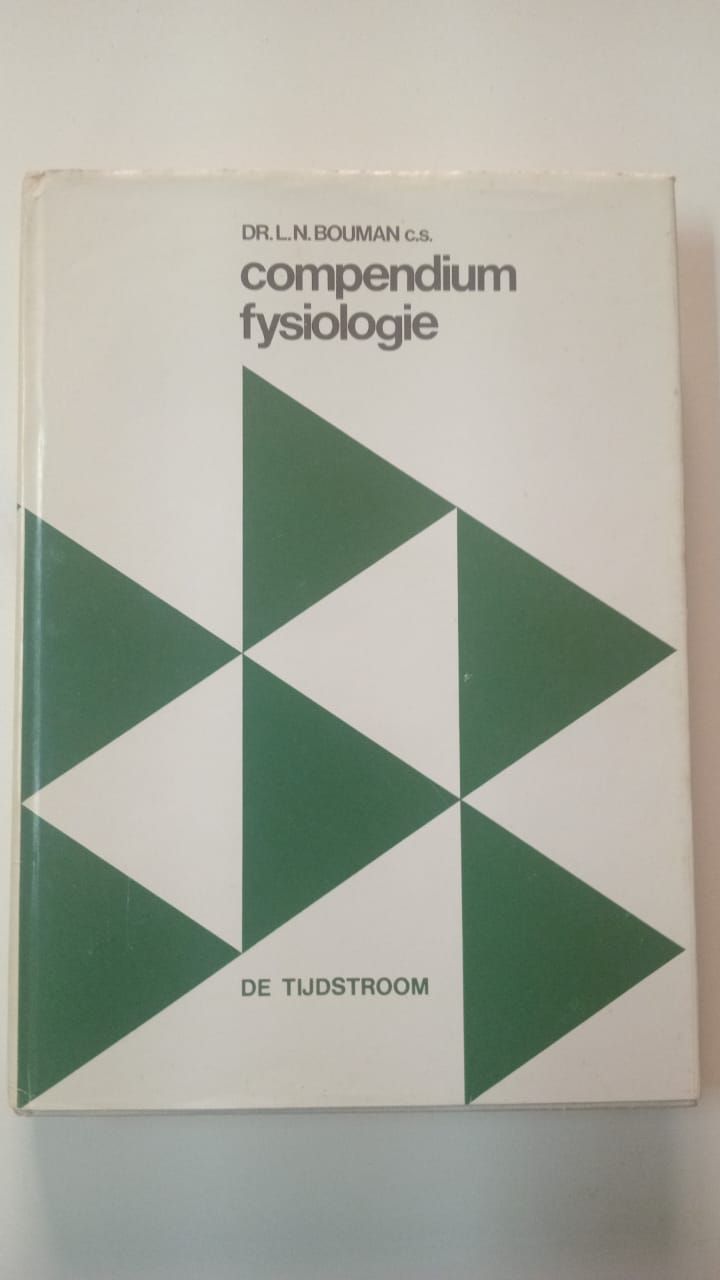 DR. L.N. BOUMAN c.s.
compendium
fysiologie
DE TIJDSTROOM